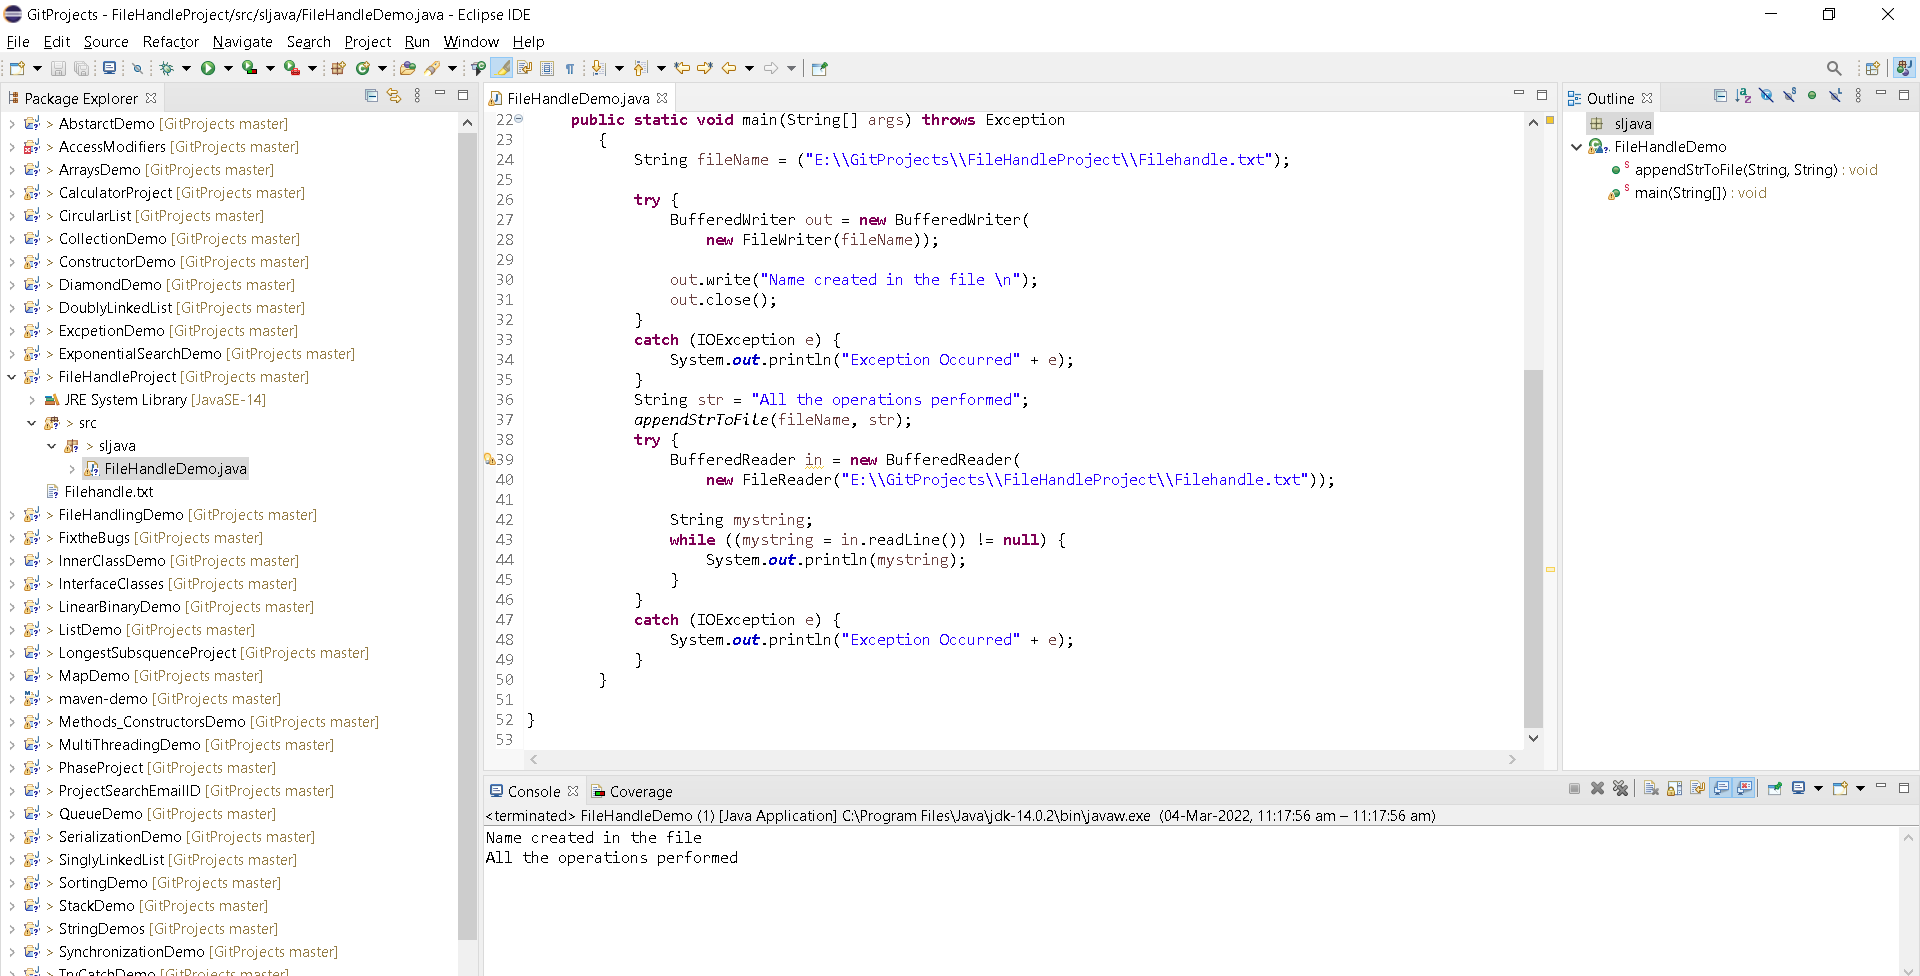 GitProjects - FileHandleProject/src/sljava/FileHandleDemo.java - Eclipse IDE
File Edit Source Refactor Navigate Search Project Run Window Help
Package Explorer
> AbstarctDemo [GitProjects master]
> AccessModifiers [GitProjects master]
> ArraysDemo [GitProjects master]
> CalculatorProject [GitProjects master]
> CircularList [GitProjects master]
> CollectionDemo [GitProjects master]
> ConstructorDemo [GitProjects master]
> DiamondDemo [GitProjects master]
> DoublyLinkedList [GitProjects master]
> ExcpetionDemo [GitProjects master]
> ExponentialSearchDemo [GitProjects master]
> FileHandleProject [GitProjects master]
JRE System Library [JavaSE-14]
> src
> sljava
FileHandleDemo.java
Filehandle.txt
> FileHandlingDemo [GitProjects master]
> FixtheBugs [GitProjects master]
> InnerClassDemo [GitProjects master]
> InterfaceClasses [GitProjects master]
> LinearBinaryDemo [GitProjects master]
> ListDemo [GitProjects master]
> LongestSubsquenceProject [GitProjects master]
> MapDemo [GitProjects master]
> maven-demo [GitProjects master]
> Methods_ConstructorsDemo [GitProjects master]
> MultiThreadingDemo [GitProjects master]
> PhaseProject [GitProjects master]
> ProjectSearchEmailID [GitProjects master]
> QueueDemo [GitProjects master]
> SerializationDemo [GitProjects master]
> SinglyLinkedList [GitProjects master]
> SortingDemo [GitProjects master]
> StackDemo [GitProjects master]
> StringDemos [GitProjects master]
> SynchronizationDemo [GitProjects master]
> TryCatchDemo [GitProjects master]
FileHandleDemo.java
22 public static void main(String[] args) throws Exception
23 {
24 String fileName = ("E:\\GitProjects\\FileHandleProject\\Filehandle.txt");
25
26 try {
27 BufferedWriter out = new BufferedWriter(
28 new FileWriter(fileName));
29
30 out.write("Name created in the file \n");
31 out.close();
32 }
33 catch (IOException e) {
34 System.out.println("Exception Occurred" + e);
35 }
36 String str = "All the operations performed";
37 appendStrToFile(fileName, str);
38 try {
39 BufferedReader in = new BufferedReader(
40 new FileReader("E:\\GitProjects\\FileHandleProject\\Filehandle.txt"));
41
42 String mystring;
43 while ((mystring = in.readLine()) != null) {
44 System.out.println(mystring);
45 }
46 }
47 catch (IOException e) {
48 System.out.println("Exception Occurred" + e);
49 }
50 }
51
52 }
53
Outline
sljava
FileHandleDemo
appendStrToFile(String, String) : void
main(String[]) : void
Console Coverage
<terminated> FileHandleDemo (1) [Java Application] C:\Program Files\Java\jdk-14.0.2\bin\javaw.exe (04-Mar-2022, 11:17:56 am – 11:17:56 am)
Name created in the file
All the operations performed